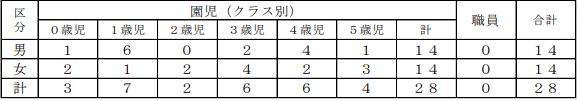 区分 園児（クラス別） 職員 合計
０歳児 １歳児 ２歳児 ３歳児 ４歳児 ５歳児 計
男 １ ６ ０ ２ ４ １ １４ ０ １４
女 ２ １ ２ ４ ２ ３ １４ ０ １４
計 ３ ７ ２ ６ ６ ４ ２８ ０ ２８